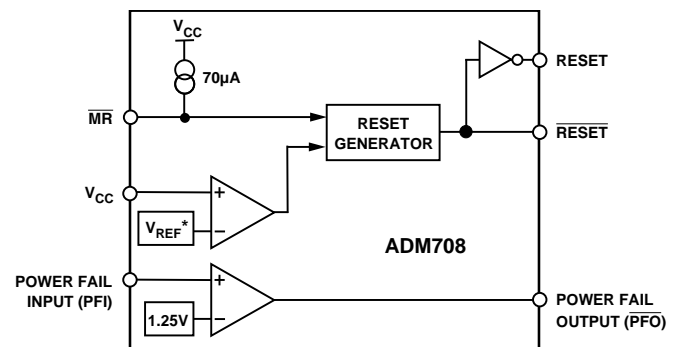 VCC
70µA
MR
RESET
GENERATOR
RESET
RESET
VCC
+
−
VREF*
ADM708
POWER FAIL
INPUT (PFI)
+
−
1.25V
POWER FAIL
OUTPUT (PFO)